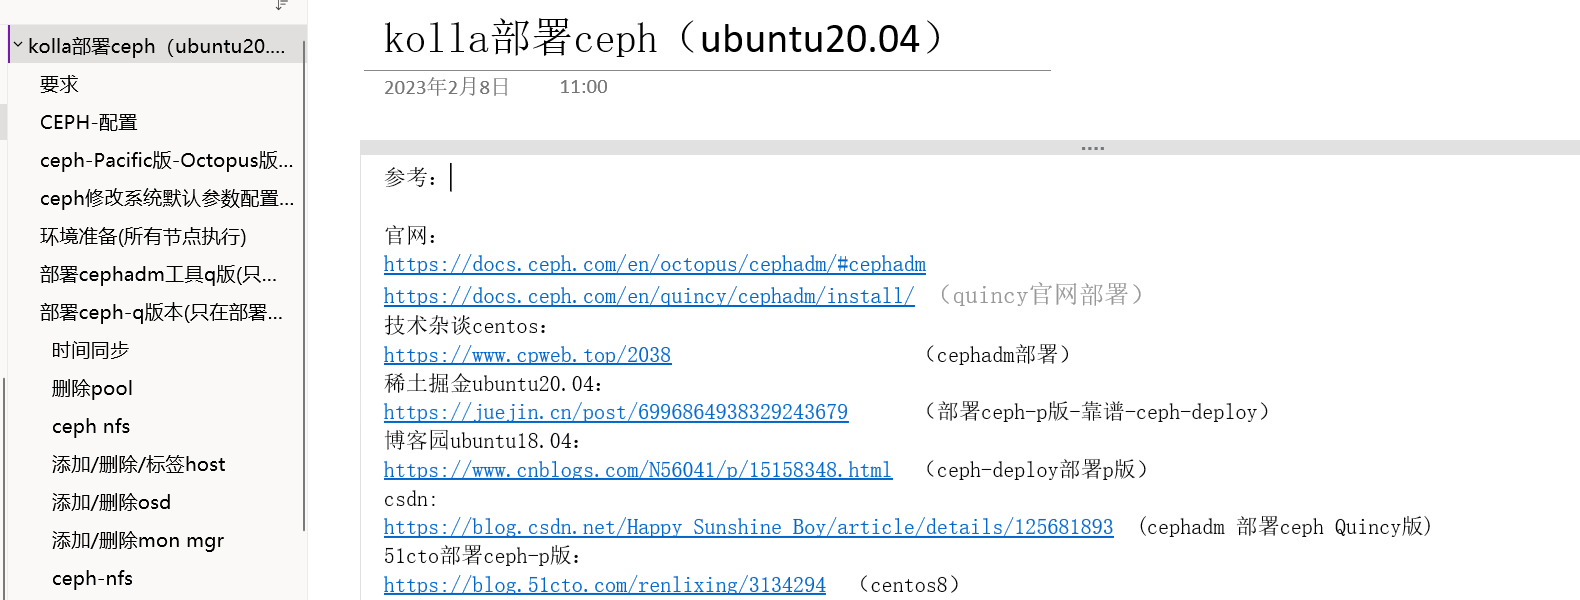 kolla部署ceph（ubuntu20....
要求
CEPH-配置
ceph-Pacific版-Octopus版...
ceph修改系统默认参数配置...
环境准备(所有节点执行)
部署cephadm工具q版(只...
部署ceph-q版本(只在部署...
时间同步
删除pool
ceph nfs
添加/删除/标签host
添加/删除osd
添加/删除mon mgr
ceph-nfs
kolla部署ceph（ubuntu20.04）
2023年2月8日 11:00
参考：
官网：
https://docs.ceph.com/en/octopus/cephadm/#cephadm
https://docs.ceph.com/en/quincy/cephadm/install/ （quincy官网部署）
技术杂谈centos：
https://www.cpweb.top/2038 （cephadm部署）
稀土掘金ubuntu20.04：
https://juejin.cn/post/6996864938329243679 （部署ceph-p版-靠谱-ceph-deploy）
博客园ubuntu18.04：
https://www.cnblogs.com/N56041/p/15158348.html （ceph-deploy部署p版）
csdn:
https://blog.csdn.net/Happy_Sunshine_Boy/article/details/125681893 (cephadm 部署ceph Quincy版)
51cto部署ceph-p版：
https://blog.51cto.com/renlixing/3134294 （centos8）